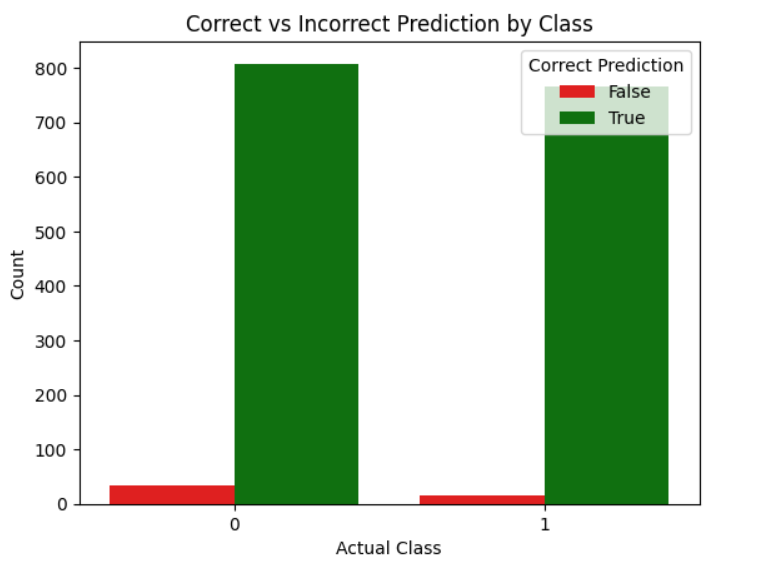 Correct vs Incorrect Prediction by Class
Correct Prediction
False
True
800
700
600
500
400
300
200
100
0
Count
0 1
Actual Class